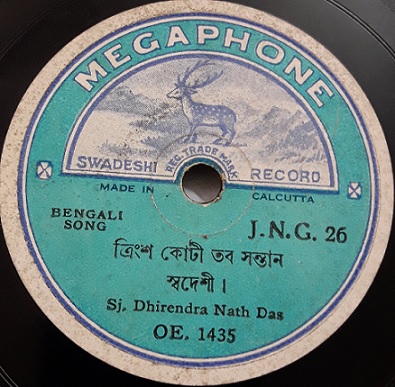 MEGAPHONE
SWADESHI REG. TRADE MARK RECORD
MADE IN CALCUTTA
BENGALI
SONG
J.N.G. 26
ত্রিংশ কোটী তব সন্তান
স্বদেশী।
Sj. Dhirendra Nath Das
OE. 1435